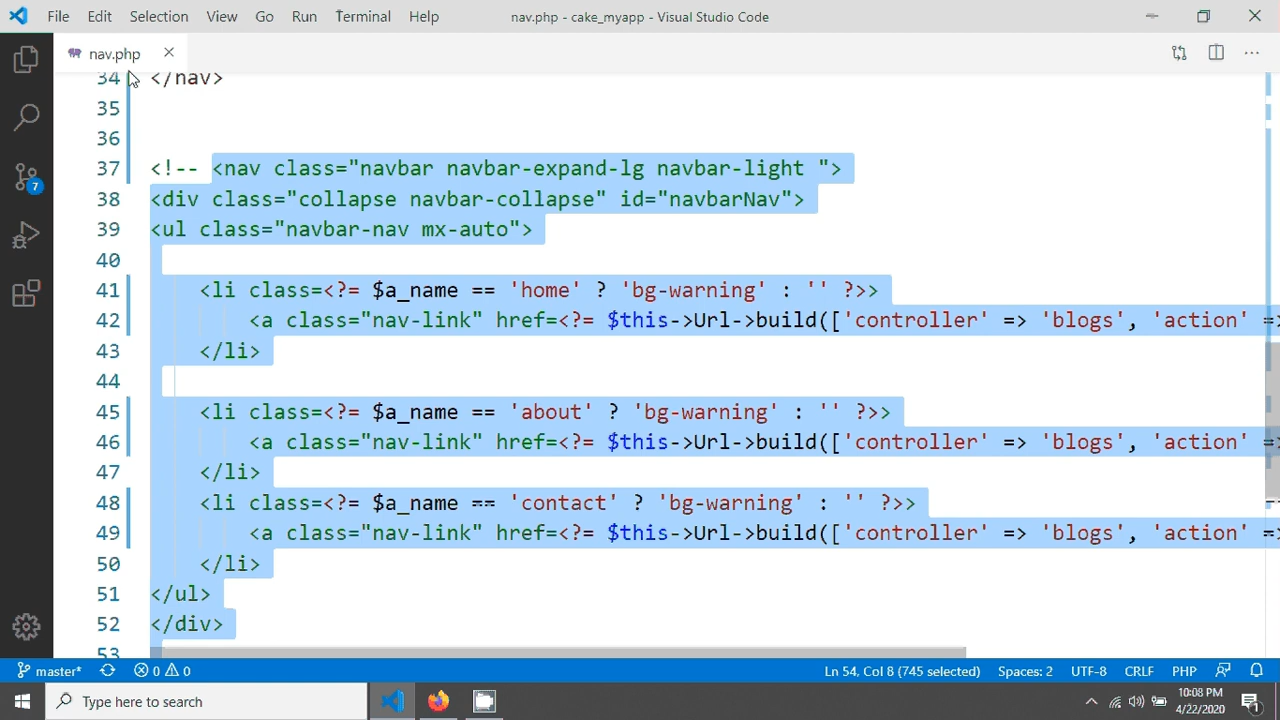 File Edit Selection View Go Run Terminal Help nav.php - cake_myapp - Visual Studio Code
nav.php
34 </nav>
35
36
37 <!-- <nav class="navbar navbar-expand-lg navbar-light ">
38 <div class="collapse navbar-collapse" id="navbarNav">
39 <ul class="navbar-nav mx-auto">
40
41 <li class=<?= $a_name == 'home' ? 'bg-warning' : '' ?>>
42 <a class="nav-link" href=<?= $this->Url->build(['controller' => 'blogs', 'action' =>
43 </li>
44
45 <li class=<?= $a_name == 'about' ? 'bg-warning' : '' ?>>
46 <a class="nav-link" href=<?= $this->Url->build(['controller' => 'blogs', 'action' =>
47 </li>
48 <li class=<?= $a_name == 'contact' ? 'bg-warning' : '' ?>>
49 <a class="nav-link" href=<?= $this->Url->build(['controller' => 'blogs', 'action' =>
50 </li>
51 </ul>
52 </div>
53
7
master* 0 0 Ln 54, Col 8 (745 selected) Spaces: 2 UTF-8 CRLF PHP
Type here to search
10:08 PM
4/22/2020
1